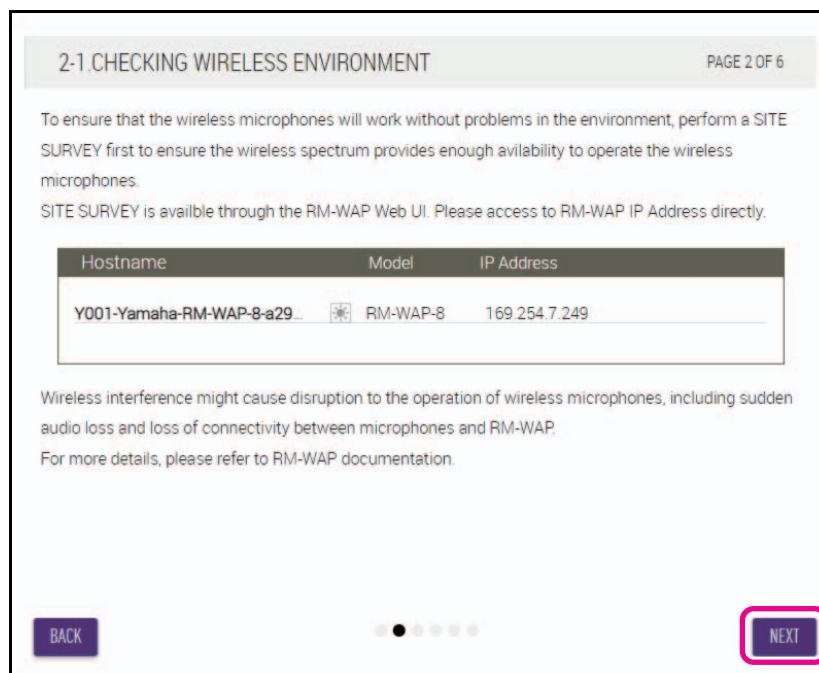 2-1.CHECKING WIRELESS ENVIRONMENT PAGE 2 OF 6
To ensure that the wireless microphones will work without problems in the environment, perform a SITE
SURVEY first to ensure the wireless spectrum provides enough avilability to operate the wireless
microphones.
SITE SURVEY is availble through the RM-WAP Web UI. Please access to RM-WAP IP Address directly.
Hostname Model IP Address
Y001-Yamaha-RM-WAP-8-a29... RM-WAP-8 169.254.7.249
Wireless interference might cause disruption to the operation of wireless microphones, including sudden
audio loss and loss of connectivity between microphones and RM-WAP.
For more details, please refer to RM-WAP documentation.
BACK NEXT